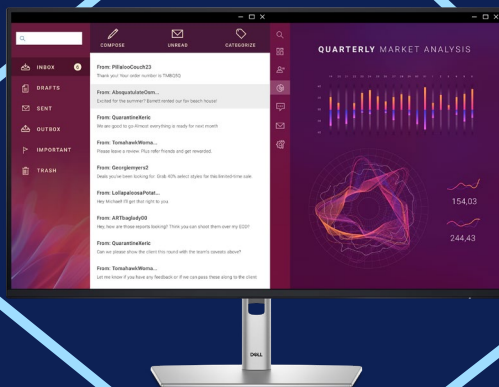 COMPOSE
UNREAD
CATEGORIZE
INBOX
DRAFTS
SENT
OUTBOX
IMPORTANT
TRASH
From: PillalooCouch23
Thank you! Your order number is
From: AbsquatulateOam...
Excited for the summer? Barrett rented our fav beach house!
From: QuarantineXeric
We are good to go-Almost everything is ready for next month
From: TomahawkWoma...
Please leave a review. Plus refer friends and get rewarded.
From: Georgiemyers2
Deals you've been looking for: Grab 40% select styles for this limited-time sale
From: LollapaloosaPotat...
Hey Michael! I'll get that right to you
From: ARTbaglady00
Hey, how are those reports looking? Think you can shoot them over my EOD?
From: QuarantineXeric
Can we please show the client this round with the team's tweaks above?
From: TomahawkWoma...
Let me know if you have any feedback or if we can pass these along to the client
QUARTERLY MARKET ANALYSIS
154,03
244,43
DELL